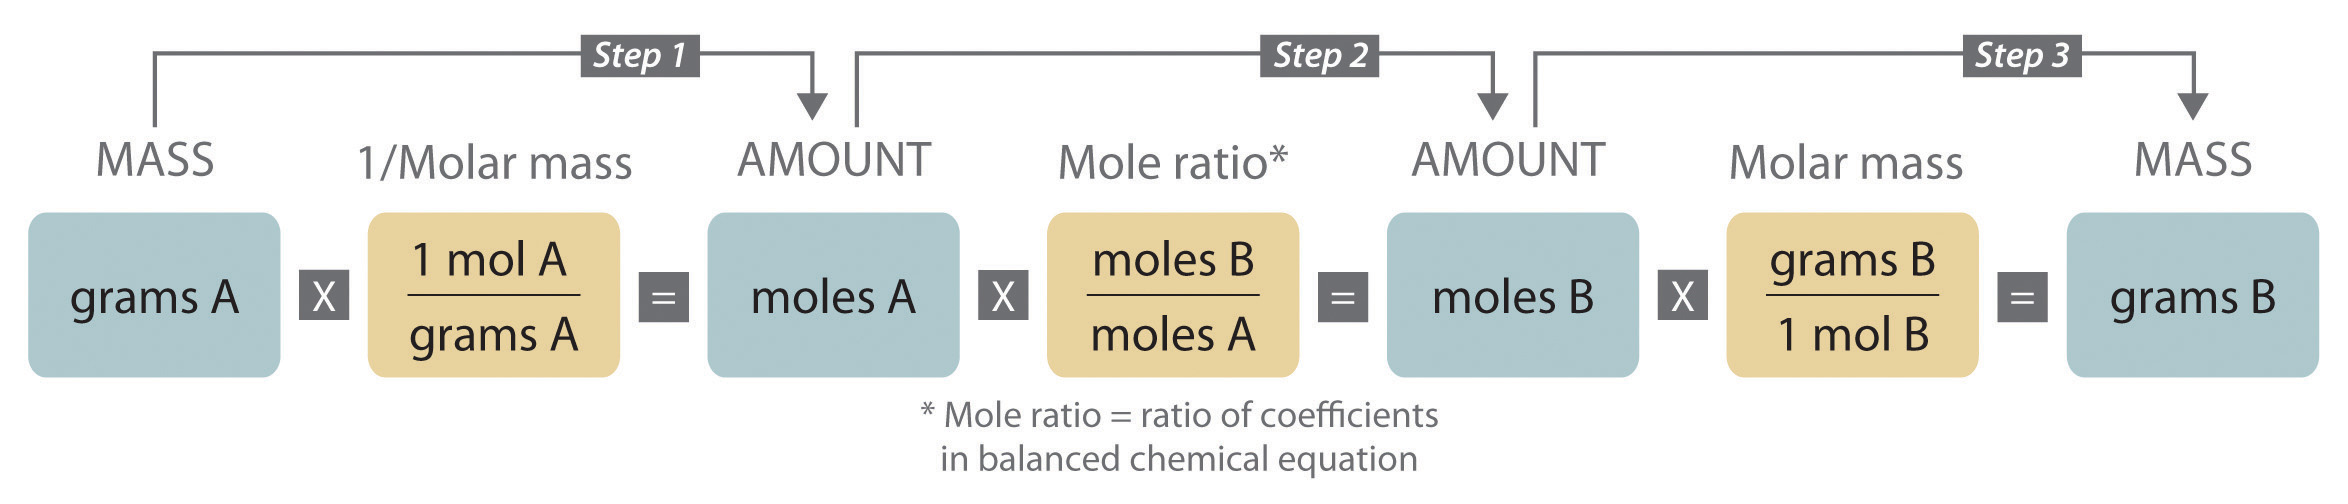 Step 1 Step 2 Step 3
MASS 1/Molar mass AMOUNT Mole ratio* AMOUNT Molar mass MASS
1 mol A moles B grams B
grams A X = moles A X = moles B X = grams B
grams A moles A 1 mol B
* Mole ratio = ratio of coefficients
in balanced chemical equation